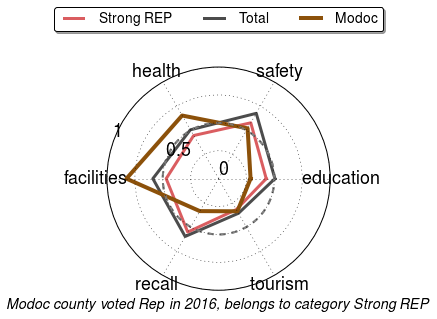 Strong REP Total Modoc
health safety
1
0.5
0
facilities education
recall tourism
Modoc county voted Rep in 2016, belongs to category Strong REP